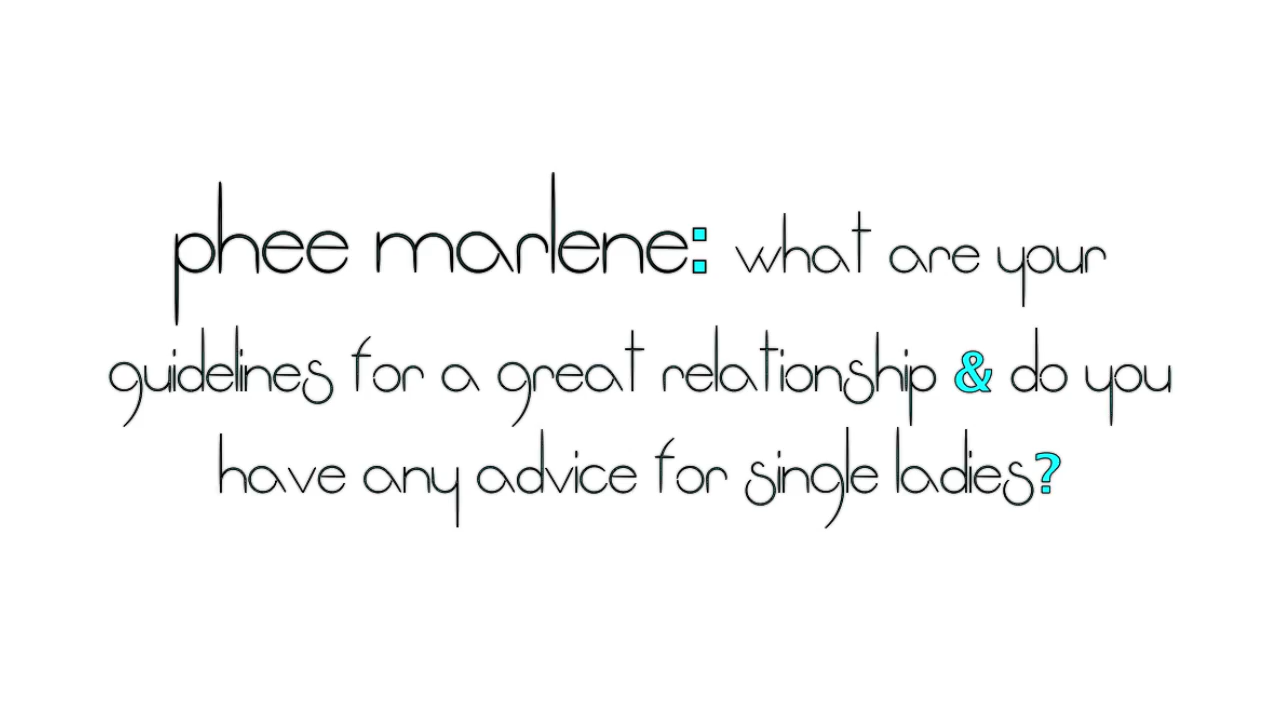 phee marlene: what are your
guidelines for a great relationship & do you
have any advice for single ladies?